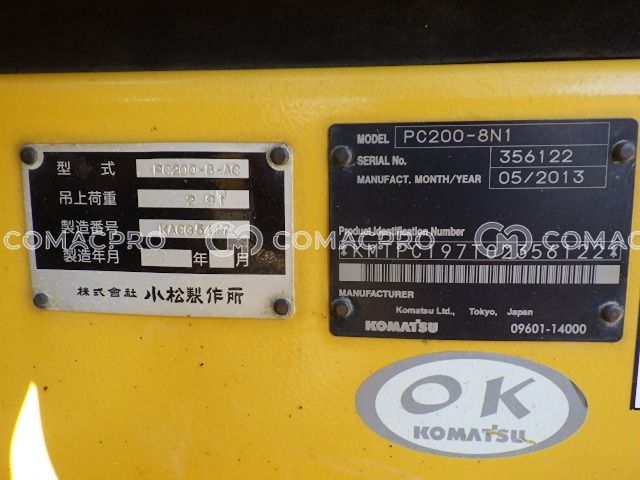 型式 PC200-8-AC
吊上荷重 2.9t
製造番号
製造年月 年 月
株式會社 小松製作所
MODEL PC200-8N1
SERIAL No. 356122
MANUFACT. MONTH/YEAR 05/2013
Product Identification Number
*KMTPC197T02356122*
MANUFACTURER
Komatsu Ltd., Tokyo, Japan
KOMATSU 09601-14000
OK
KOMATSU
COMACPRO COMACPRO COMACPRO